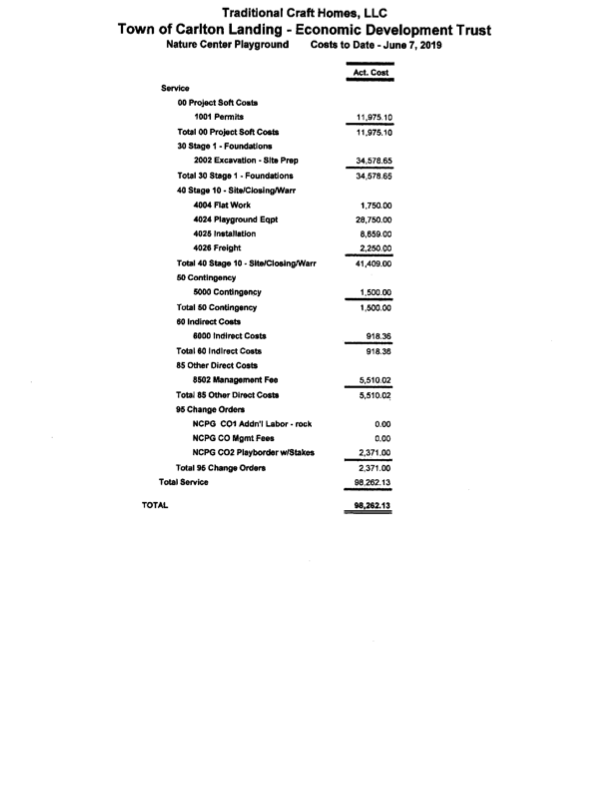 Traditional Craft Homes, LLC
Town of Carlton Landing - Economic Development Trust
Nature Center Playground Costs to Date - June 7, 2019
Act. Cost
Service
00 Project Soft Costs
1001 Permits 11,975.10
Total 00 Project Soft Costs 11,975.10
30 Stage 1 - Foundations
2002 Excavation - Site Prep 34,578.65
Total 30 Stage 1 - Foundations 34,578.65
40 Stage 10 - Site/Closing/Warr
4004 Flat Work 1,750.00
4024 Playground Eqpt 28,750.00
4025 Installation 8,659.00
4026 Freight 2,250.00
Total 40 Stage 10 - Site/Closing/Warr 41,409.00
50 Contingency
5000 Contingency 1,500.00
Total 50 Contingency 1,500.00
60 Indirect Costs
6000 Indirect Costs 918.36
Total 60 Indirect Costs 918.36
85 Other Direct Costs
8502 Management Fee 5,510.02
Total 85 Other Direct Costs 5,510.02
95 Change Orders
NCPG CO1 Addn'l Labor - rock 0.00
NCPG CO Mgmt Fees 0.00
NCPG CO2 Playborder w/Stakes 2,371.00
Total 95 Change Orders 2,371.00
Total Service 98,262.13
TOTAL 98,262.13